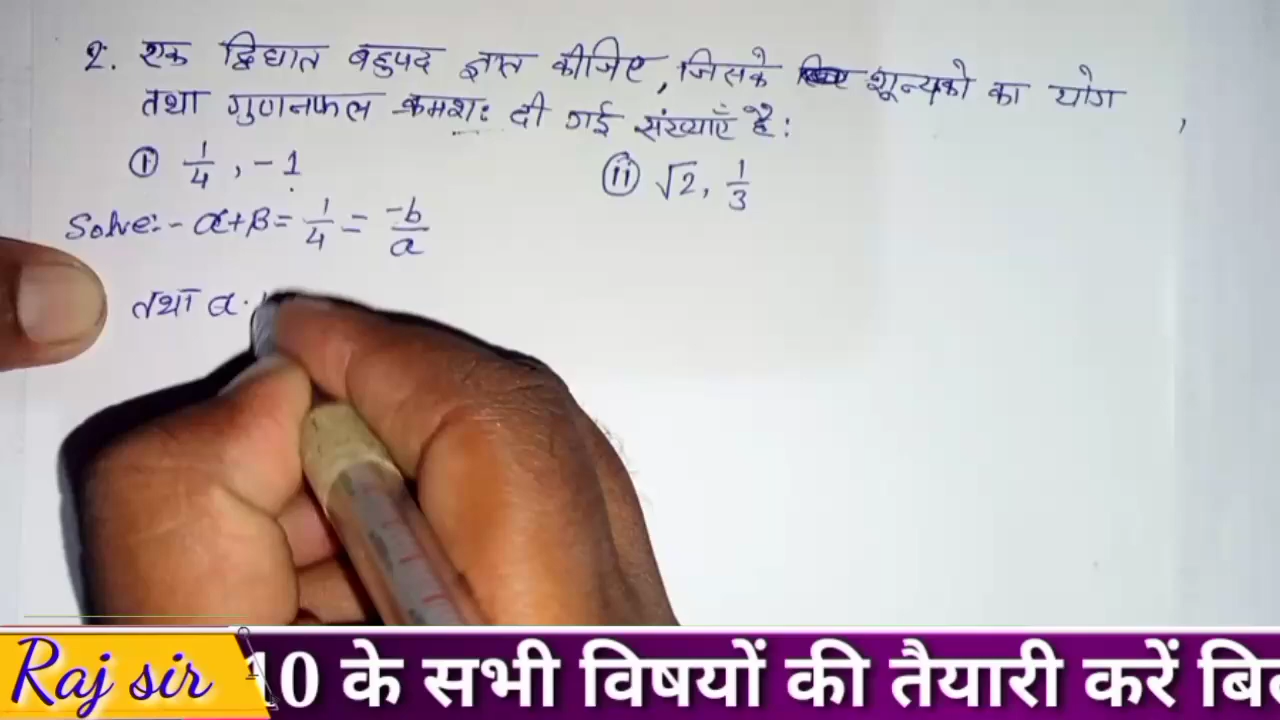 2. एक द्विघात बहुपद ज्ञात कीजिए, जिसके शून्यको का योग
तथा गुणनफल क्रमशः दी गई संख्याएँ है:
(i) 1/4, -1
(ii) √2, 1/3
Solve:- α+β = 1/4 = -b/a
तथा α.
Raj sir
10 के सभी विषयों की तैयारी करें